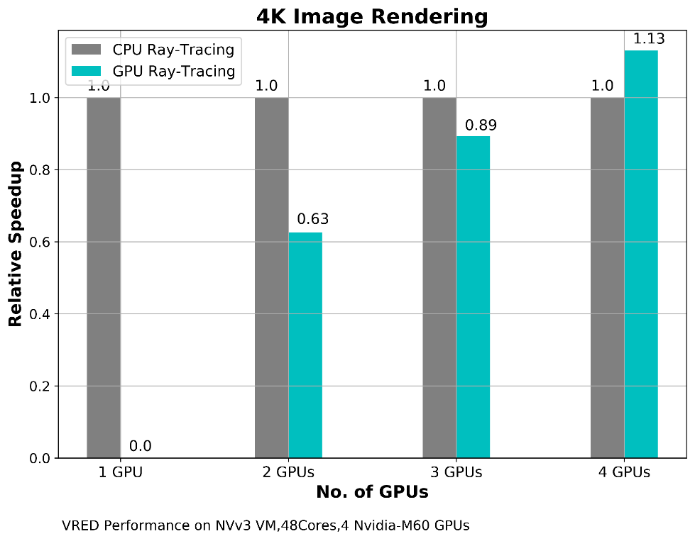 4K Image Rendering
CPU Ray-Tracing
GPU Ray-Tracing
1.13
1.0
1.0
1.0
1.0
0.89
0.63
0.0
Relative Speedup
1.0
0.8
0.6
0.4
0.2
0.0
1 GPU
2 GPUs
3 GPUs
4 GPUs
No. of GPUs
VRED Performance on NVv3 VM,48Cores,4 Nvidia-M60 GPUs